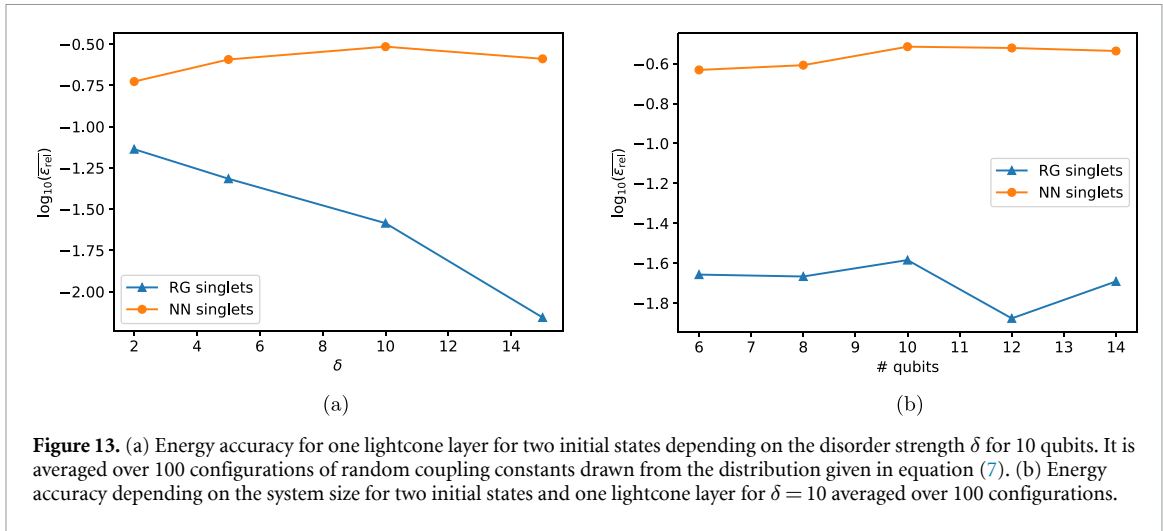 −0.50
−0.75
−1.00
−1.25
−1.50
−1.75
−2.00
log₁₀(ε̅_rel)
RG singlets
NN singlets
2 4 6 8 10 12 14
δ
(a)
−0.6
−0.8
−1.0
−1.2
−1.4
−1.6
−1.8
log₁₀(ε̅_rel)
RG singlets
NN singlets
6 7 8 9 10 11 12 13 14
# qubits
(b)
Figure 13. (a) Energy accuracy for one lightcone layer for two initial states depending on the disorder strength δ for 10 qubits. It is
averaged over 100 configurations of random coupling constants drawn from the distribution given in equation (7). (b) Energy
accuracy depending on the system size for two initial states and one lightcone layer for δ = 10 averaged over 100 configurations.